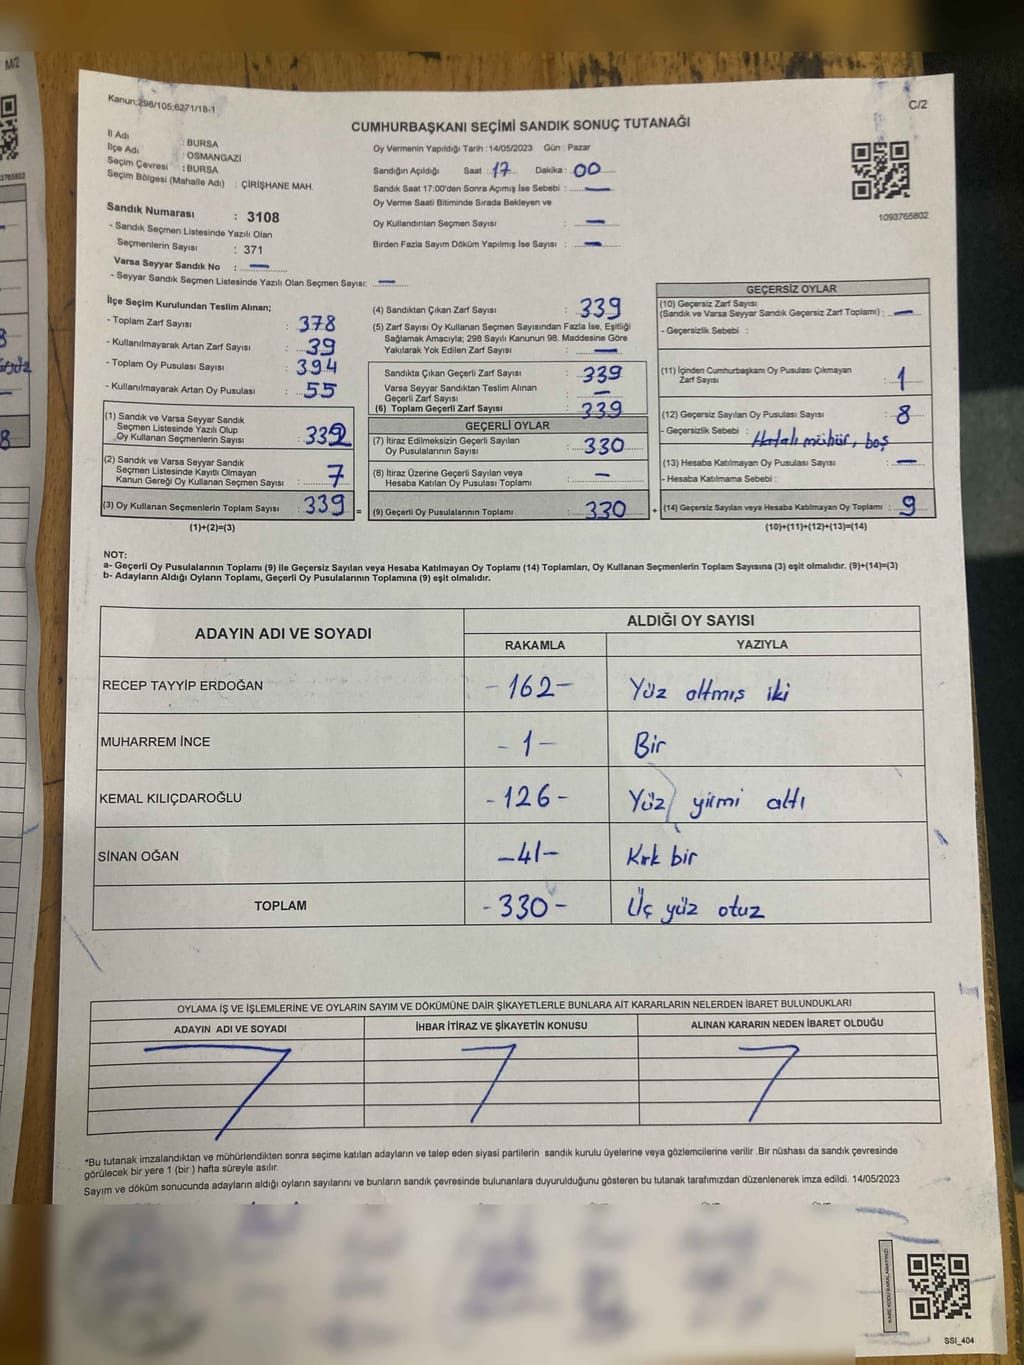 M/2
Kanun;298/105;6271/18-1
C/2
CUMHURBAŞKANI SEÇİMİ SANDIK SONUÇ TUTANAĞI
İl Adı : BURSA
İlçe Adı : OSMANGAZİ
Seçim Çevresi : BURSA
Seçim Bölgesi (Mahalle Adı) : ÇİRİŞHANE MAH.
Oy Vermenin Yapıldığı Tarih : 14/05/2023 Gün : Pazar
Sandığın Açıldığı Saat : 17 Dakika : 00
Sandık Saat 17:00'den Sonra Açımış İse Sebebi : —
Oy Verme Saati Bitiminde Sırada Bekleyen ve
Oy Kullandırılan Seçmen Sayısı : —
Birden Fazla Sayım Döküm Yapılmış İse Sayısı : —
1093765802
Sandık Numarası : 3108
- Sandık Seçmen Listesinde Yazılı Olan
Seçmenlerin Sayısı : 371
Varsa Seyyar Sandık No : —
- Seyyar Sandık Seçmen Listesinde Yazılı Olan Seçmen Sayısı: —
İlçe Seçim Kurulundan Teslim Alınan;
- Toplam Zarf Sayısı : 378
- Kullanılmayarak Artan Zarf Sayısı : 39
- Toplam Oy Pusulası Sayısı : 394
- Kullanılmayarak Artan Oy Pusulası : 55
(1) Sandık ve Varsa Seyyar Sandık
Seçmen Listesinde Yazılı Olup
Oy Kullanan Seçmenlerin Sayısı : 332
(2) Sandık ve Varsa Seyyar Sandık
Seçmen Listesinde Kayıtlı Olmayan
Kanun Gereği Oy Kullanan Seçmen Sayısı : 7
(3) Oy Kullanan Seçmenlerin Toplam Sayısı : 339
(1)+(2)=(3)
(4) Sandıktan Çıkan Zarf Sayısı : 339
(5) Zarf Sayısı Oy Kullanan Seçmen Sayısından Fazla İse, Eşitliği
Sağlamak Amacıyla; 298 Sayılı Kanunun 98. Maddesine Göre
Yakılarak Yok Edilen Zarf Sayısı : —
Sandıkta Çıkan Geçerli Zarf Sayısı : 339
Varsa Seyyar Sandıktan Teslim Alınan
Geçerli Zarf Sayısı : —
(6) Toplam Geçerli Zarf Sayısı : 339
GEÇERLİ OYLAR
(7) İtiraz Edilmeksizin Geçerli Sayılan
Oy Pusulalarının Sayısı : 330
(8) İtiraz Üzerine Geçerli Sayılan veya
Hesaba Katılan Oy Pusulası Toplamı : —
= (9) Geçerli Oy Pusulalarının Toplamı : 330
GEÇERSİZ OYLAR
(10) Geçersiz Zarf Sayısı
(Sandık ve Varsa Seyyar Sandık Geçersiz Zarf Toplamı) : —
- Geçersizlik Sebebi :
(11) İçinden Cumhurbaşkanı Oy Pusulası Çıkmayan
Zarf Sayısı : 1
(12) Geçersiz Sayılan Oy Pusulası Sayısı : 8
- Geçersizlik Sebebi : Hatalı mühür, boş
(13) Hesaba Katılmayan Oy Pusulası Sayısı : —
- Hesaba Katılmama Sebebi :
+ (14) Geçersiz Sayılan veya Hesaba Katılmayan Oy Toplamı : 9
(10)+(11)+(12)+(13)=(14)
NOT:
a- Geçerli Oy Pusulalarının Toplamı (9) ile Geçersiz Sayılan veya Hesaba Katılmayan Oy Toplamı (14) Toplamları, Oy Kullanan Seçmenlerin Toplam Sayısına (3) eşit olmalıdır. (9)+(14)=(3)
b- Adayların Aldığı Oyların Toplamı, Geçerli Oy Pusulalarının Toplamına (9) eşit olmalıdır.
ADAYIN ADI VE SOYADI
ALDIĞI OY SAYISI
RAKAMLA YAZIYLA
RECEP TAYYİP ERDOĞAN -162- Yüz altmış iki
MUHARREM İNCE -1- Bir
KEMAL KILIÇDAROĞLU -126- Yüz yirmi altı
SİNAN OĞAN -41- Kırk bir
TOPLAM -330- Üç yüz otuz
OYLAMA İŞ VE İŞLEMLERİNE VE OYLARIN SAYIM VE DÖKÜMÜNE DAİR ŞİKAYETLERLE BUNLARA AİT KARARLARIN NELERDEN İBARET BULUNDUKLARI
ADAYIN ADI VE SOYADI İHBAR İTİRAZ VE ŞİKAYETİN KONUSU ALINAN KARARIN NEDEN İBARET OLDUĞU
*Bu tutanak imzalandıktan ve mühürlendikten sonra seçime katılan adayların ve talep eden siyasi partilerin sandık kurulu üyelerine veya gözlemcilerine verilir .Bir nüshası da sandık çevresinde
görülecek bir yere 1 (bir) hafta süreyle asılır.
Sayım ve döküm sonucunda adayların aldığı oyların sayılarını ve bunların sandık çevresinde bulunanlara duyurulduğunu gösteren bu tutanak tarafımızdan düzenlenerek imza edildi. 14/05/2023
KARE KODU KARALAMAYINIZ!
SSI_404